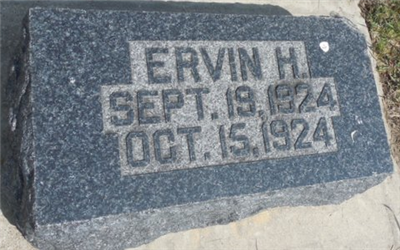 ERVIN H.
SEPT. 19, 1924
OCT. 15, 1924